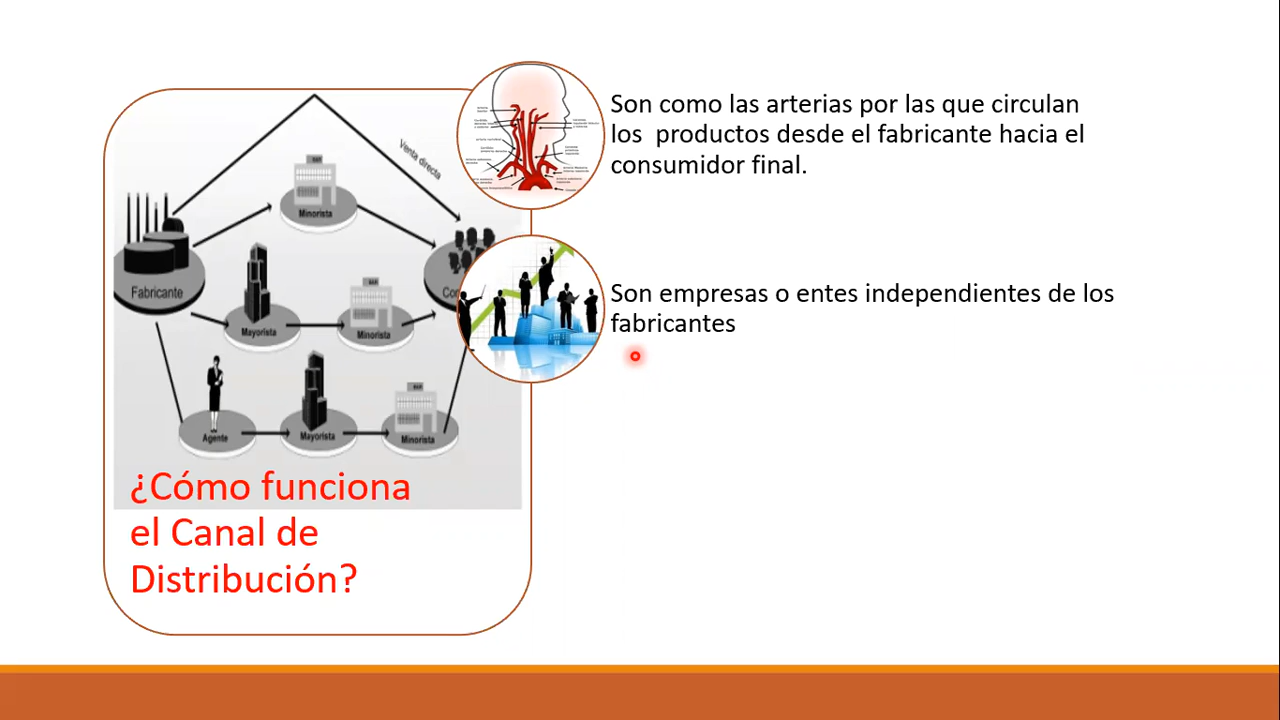 Venta directa
Minorista
Fabricante
Mayorista
Minorista
Agente
Mayorista
Minorista
¿Cómo funciona
el Canal de
Distribución?
Son como las arterias por las que circulan
los productos desde el fabricante hacia el
consumidor final.
Son empresas o entes independientes de los
fabricantes